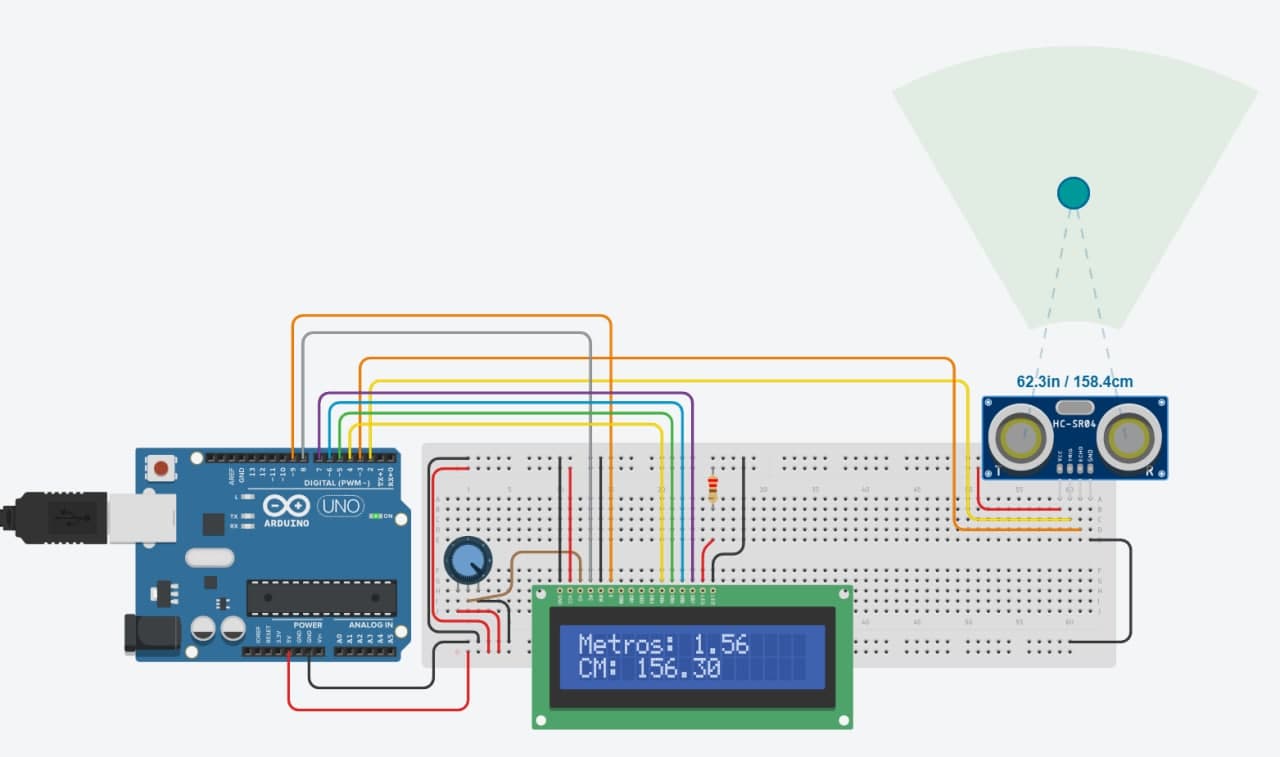 62.3in / 158.4cm
HC-SR04
VCC
TRIG
ECHO
GND
T
R
AREF
GND
13
12
~11
~10
~9
8
7
~6
~5
4
~3
2
TX→1
RX←0
DIGITAL (PWM~)
L
TX
RX
ARDUINO
UNO
ON
IOREF
RESET
3.3V
5V
GND
GND
Vin
POWER
A0
A1
A2
A3
A4
A5
ANALOG IN
Metros: 1.56
CM: 156.30